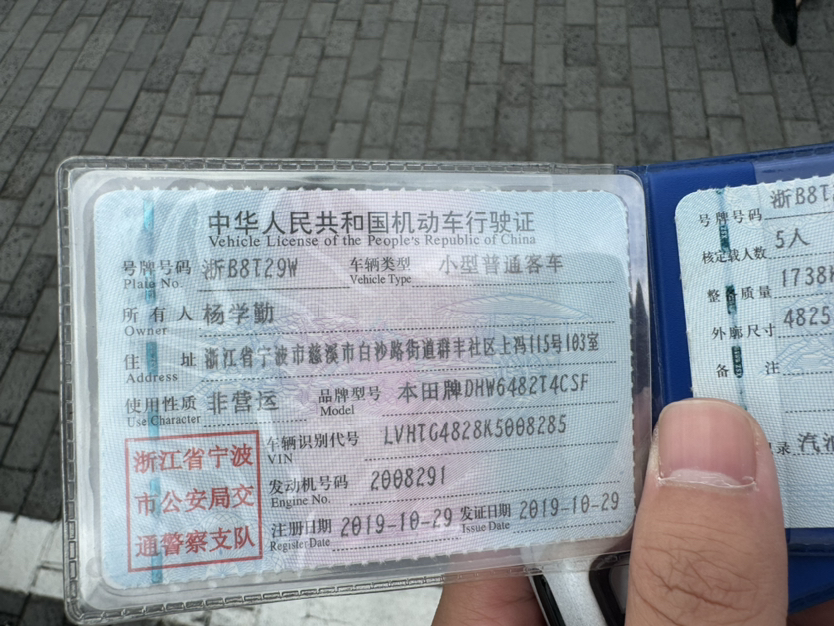 中华人民共和国机动车行驶证
Vehicle License of the People's Republic of China
号牌号码 浙B8T29W 车辆类型 小型普通客车
Plate No. Vehicle Type
所有人 杨学勤
Owner
住址 浙江省宁波市慈溪市白沙路街道群丰社区上冯115号103室
Address
使用性质 非营运 品牌型号 本田牌DHW6482T4CSF
Use Character Model
车辆识别代号 LVHTG4828K5008285
VIN
发动机号码 2008291
Engine No.
注册日期 2019-10-29 发证日期 2019-10-29
Register Date Issue Date
浙江省宁波
市公安局交
通警察支队
号牌号码 浙B8T
核定载人数 5人
整备质量 1738K
外廓尺寸 4825
备注
录 汽油